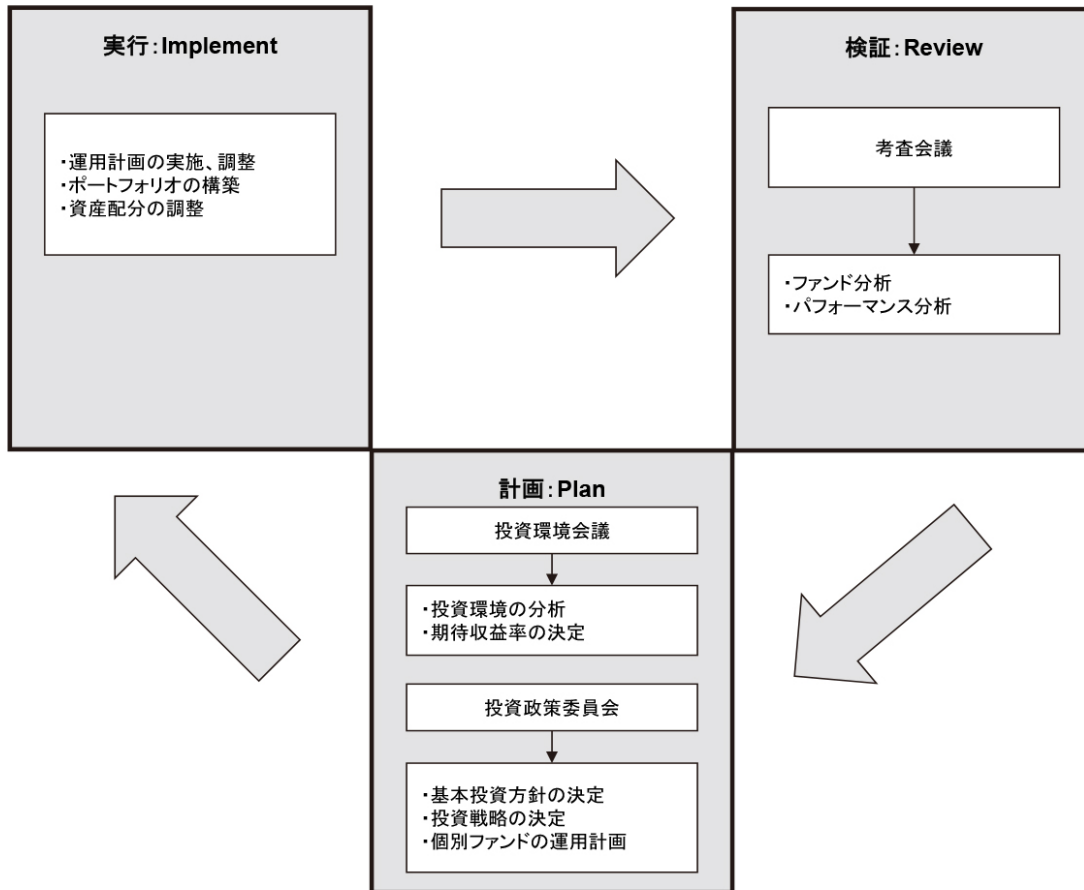 実行:Implement
・運用計画の実施、調整
・ポートフォリオの構築
・資産配分の調整
検証:Review
考査会議
・ファンド分析
・パフォーマンス分析
計画:Plan
投資環境会議
・投資環境の分析
・期待収益率の決定
投資政策委員会
・基本投資方針の決定
・投資戦略の決定
・個別ファンドの運用計画